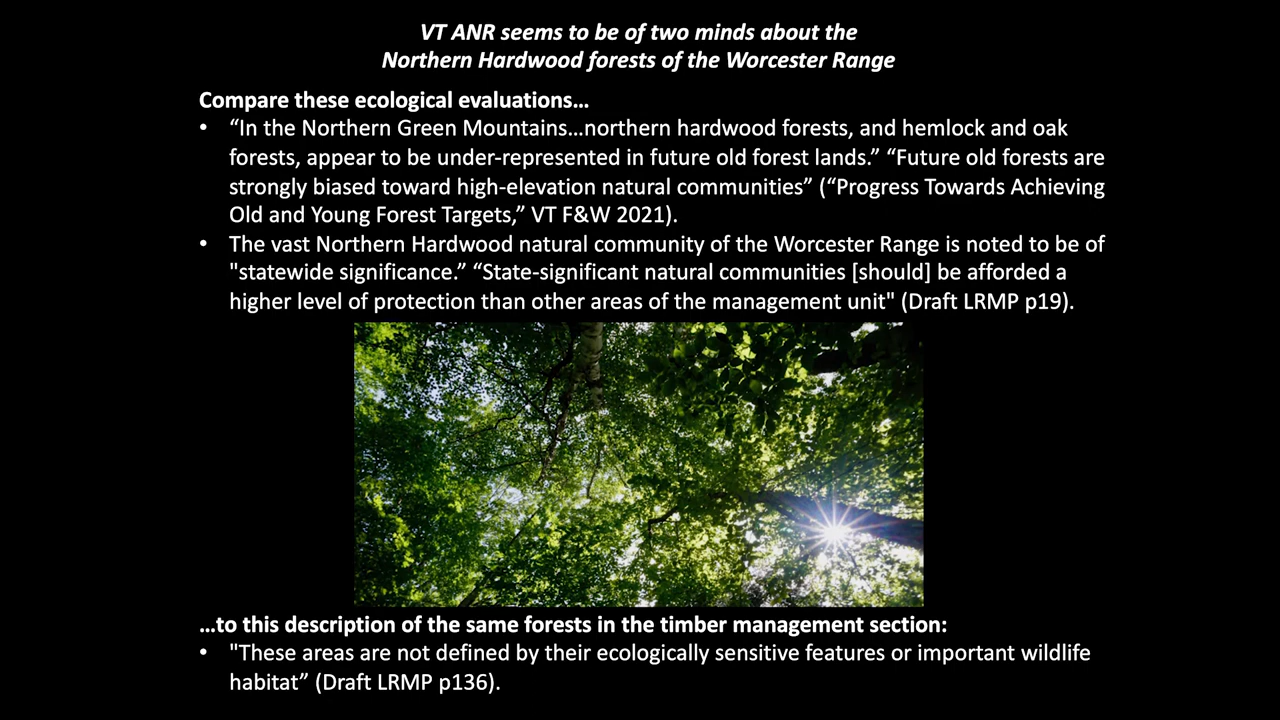 VT ANR seems to be of two minds about the
Northern Hardwood forests of the Worcester Range
Compare these ecological evaluations…
• “In the Northern Green Mountains…northern hardwood forests, and hemlock and oak
forests, appear to be under-represented in future old forest lands.” “Future old forests are
strongly biased toward high-elevation natural communities” (“Progress Towards Achieving
Old and Young Forest Targets,” VT F&W 2021).
• The vast Northern Hardwood natural community of the Worcester Range is noted to be of
"statewide significance.” “State-significant natural communities [should] be afforded a
higher level of protection than other areas of the management unit" (Draft LRMP p19).
…to this description of the same forests in the timber management section:
• "These areas are not defined by their ecologically sensitive features or important wildlife
habitat” (Draft LRMP p136).